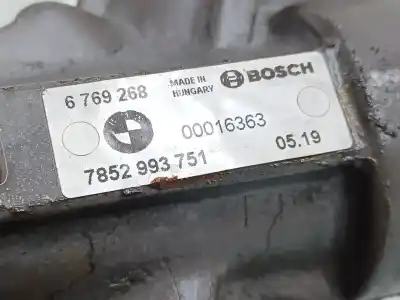 6 769 268
MADE IN
HUNGARY
BOSCH
00016363
7852 993 751
05.19